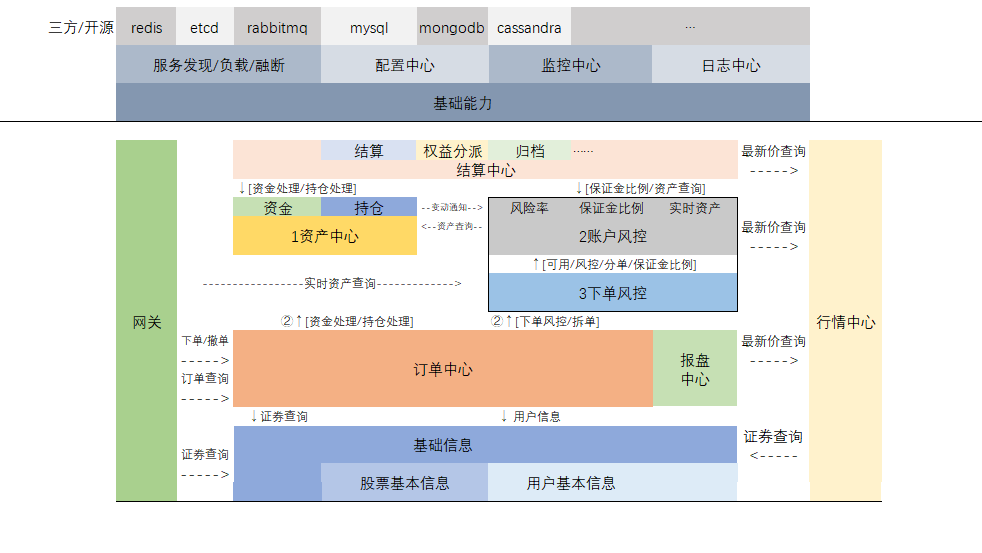 三方/开源 redis etcd rabbitmq mysql mongodb cassandra ...
服务发现/负载/融断 配置中心 监控中心 日志中心
基础能力
结算 权益分派 归档 ......
结算中心
最新价查询
----->
↓[资金处理/持仓处理] ↓[保证金比例/资产查询]
资金 持仓 --变动通知--> 风险率 保证金比例 实时资产
<--资产查询--
1资产中心 2账户风控
最新价查询
----->
↑[可用/风控/分单/保证金比例]
-----------------实时资产查询------------->
3下单风控
网关 行情中心
②↑[资金处理/持仓处理] ②↑[下单风控/拆单]
下单/撤单
----->
订单查询
----->
订单中心 报盘
中心
最新价查询
----->
↓证券查询 ↓ 用户信息
基础信息
证券查询
<-----
证券查询
----->
股票基本信息 用户基本信息